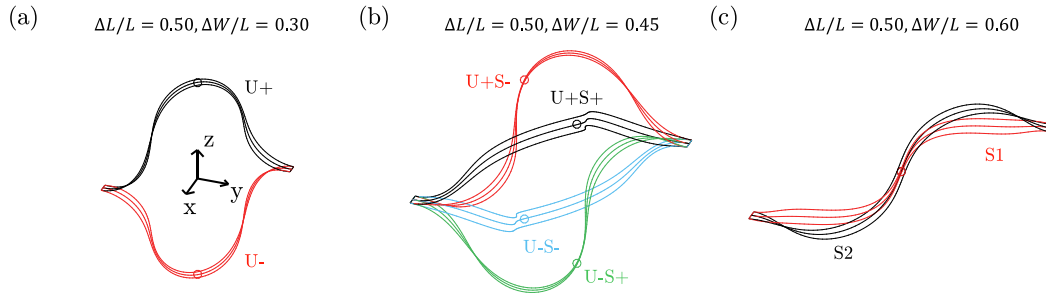 (a) ΔL/L = 0.50, ΔW/L = 0.30
U+
z
y
x
U-
(b) ΔL/L = 0.50, ΔW/L = 0.45
U+S-
U+S+
U-S-
U-S+
(c) ΔL/L = 0.50, ΔW/L = 0.60
S1
S2